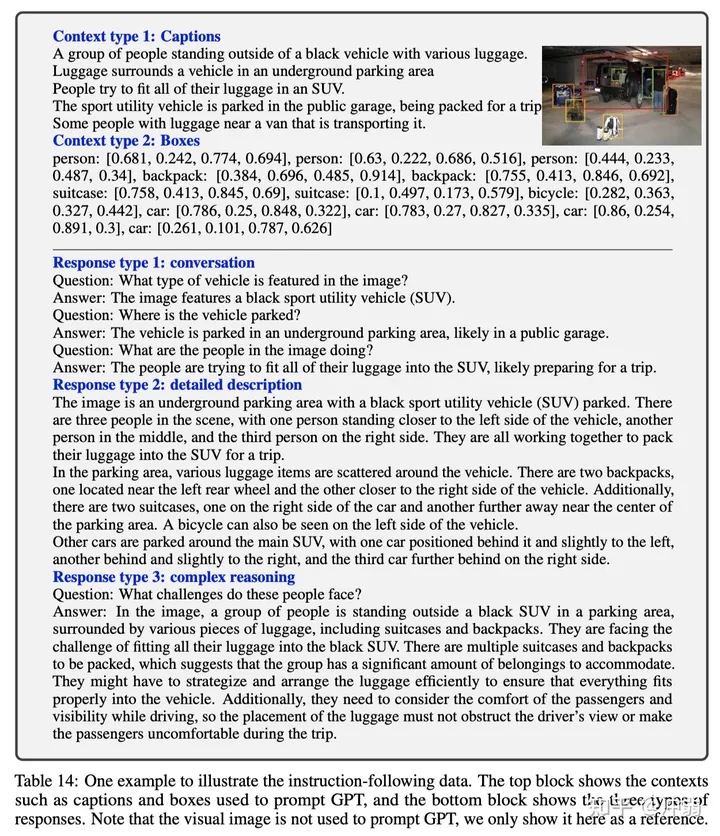 Context type 1: Captions
A group of people standing outside of a black vehicle with various luggage.
Luggage surrounds a vehicle in an underground parking area
People try to fit all of their luggage in an SUV.
The sport utility vehicle is parked in the public garage, being packed for a trip
Some people with luggage near a van that is transporting it.
Context type 2: Boxes
person: [0.681, 0.242, 0.774, 0.694], person: [0.63, 0.222, 0.686, 0.516], person: [0.444, 0.233,
0.487, 0.34], backpack: [0.384, 0.696, 0.485, 0.914], backpack: [0.755, 0.413, 0.846, 0.692],
suitcase: [0.758, 0.413, 0.845, 0.69], suitcase: [0.1, 0.497, 0.173, 0.579], bicycle: [0.282, 0.363,
0.327, 0.442], car: [0.786, 0.25, 0.848, 0.322], car: [0.783, 0.27, 0.827, 0.335], car: [0.86, 0.254,
0.891, 0.3], car: [0.261, 0.101, 0.787, 0.626]
Response type 1: conversation
Question: What type of vehicle is featured in the image?
Answer: The image features a black sport utility vehicle (SUV).
Question: Where is the vehicle parked?
Answer: The vehicle is parked in an underground parking area, likely in a public garage.
Question: What are the people in the image doing?
Answer: The people are trying to fit all of their luggage into the SUV, likely preparing for a trip.
Response type 2: detailed description
The image is an underground parking area with a black sport utility vehicle (SUV) parked. There
are three people in the scene, with one person standing closer to the left side of the vehicle, another
person in the middle, and the third person on the right side. They are all working together to pack
their luggage into the SUV for a trip.
In the parking area, various luggage items are scattered around the vehicle. There are two backpacks,
one located near the left rear wheel and the other closer to the right side of the vehicle. Additionally,
there are two suitcases, one on the right side of the car and another further away near the center of
the parking area. A bicycle can also be seen on the left side of the vehicle.
Other cars are parked around the main SUV, with one car positioned behind it and slightly to the left,
another behind and slightly to the right, and the third car further behind on the right side.
Response type 3: complex reasoning
Question: What challenges do these people face?
Answer: In the image, a group of people is standing outside a black SUV in a parking area,
surrounded by various pieces of luggage, including suitcases and backpacks. They are facing the
challenge of fitting all their luggage into the black SUV. There are multiple suitcases and backpacks
to be packed, which suggests that the group has a significant amount of belongings to accommodate.
They might have to strategize and arrange the luggage efficiently to ensure that everything fits
properly into the vehicle. Additionally, they need to consider the comfort of the passengers and
visibility while driving, so the placement of the luggage must not obstruct the driver's view or make
the passengers uncomfortable during the trip.
Table 14: One example to illustrate the instruction-following data. The top block shows the contexts
such as captions and boxes used to prompt GPT, and the bottom block shows the three types of
responses. Note that the visual image is not used to prompt GPT, we only show it here as a reference.